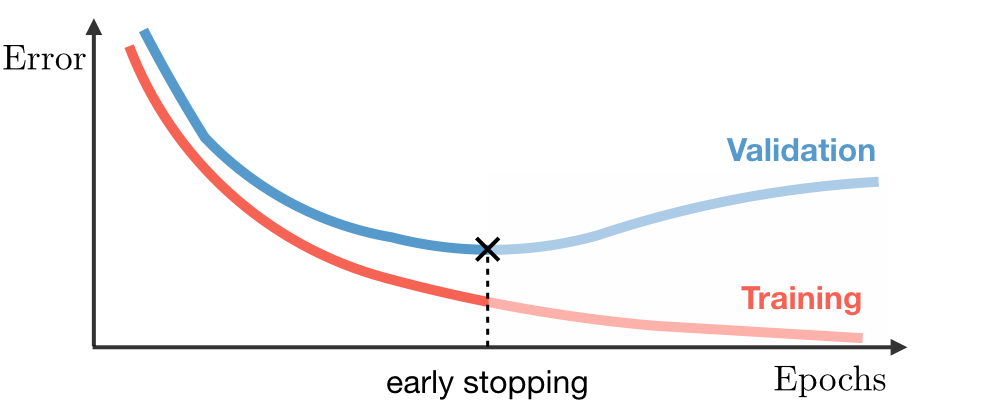 Error
Validation
Training
early stopping
Epochs